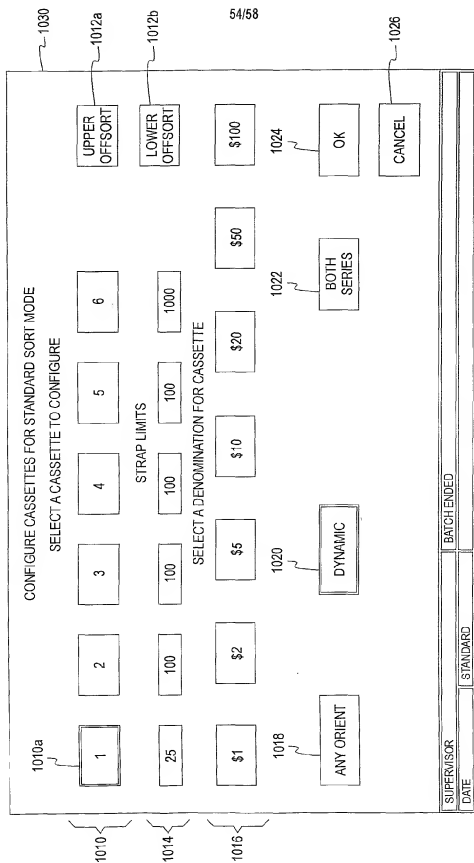 54/58
1030
CONFIGURE CASSETTES FOR STANDARD SORT MODE
SELECT A CASSETTE TO CONFIGURE
1010a
1010
1 2 3 4 5 6
UPPER OFFSORT
1012a
STRAP LIMITS
1014
25 100 100 100 100 1000
LOWER OFFSORT
1012b
SELECT A DENOMINATION FOR CASSETTE
1016
$1 $2 $5 $10 $20 $50 $100
1018
ANY ORIENT
1020
DYNAMIC
1022
BOTH SERIES
1024
OK
CANCEL
1026
SUPERVISOR
BATCH ENDED
DATE
STANDARD